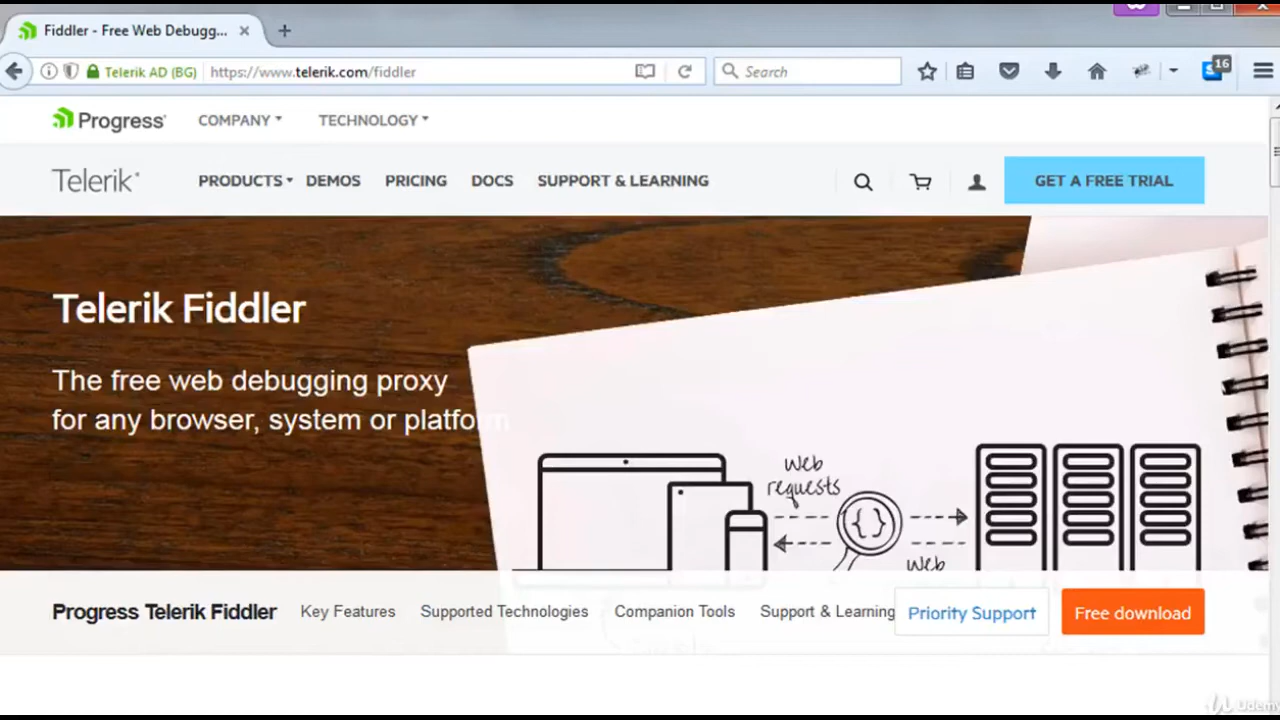 Fiddler - Free Web Debugg...
Telerik AD (BG) https://www.telerik.com/fiddler Search 16
Progress COMPANY TECHNOLOGY
Telerik PRODUCTS DEMOS PRICING DOCS SUPPORT & LEARNING GET A FREE TRIAL
Telerik Fiddler
The free web debugging proxy
for any browser, system or platform
web
requests
{}
web
Progress Telerik Fiddler Key Features Supported Technologies Companion Tools Support & Learning Priority Support Free download
Udemy